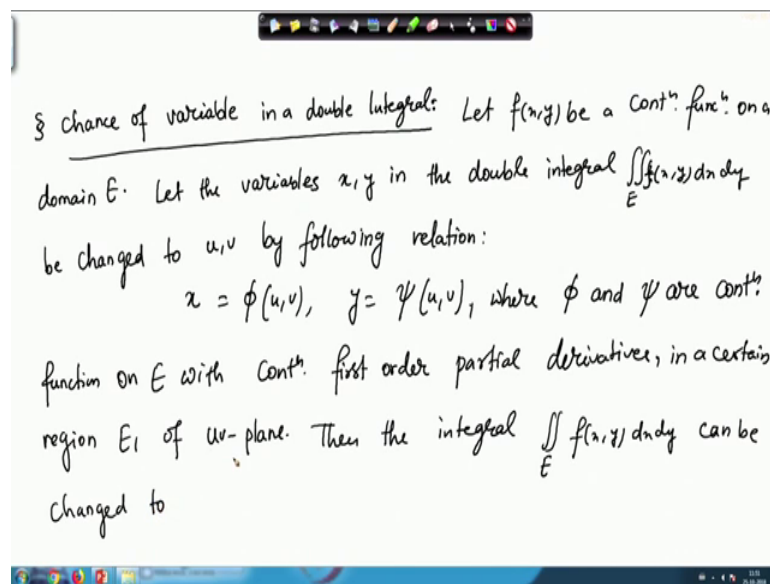 § Chance of variable in a double Integral: Let f(x,y) be a contⁿ. funcⁿ. on a
domain E. Let the variables x, y in the double integral ∬_E f(x,y) dx dy
be changed to u,v by following relation:
x = ϕ(u,v), y = ψ(u,v), where ϕ and ψ are contⁿ.
function on E with contⁿ. first order partial derivatives, in a certain
region E₁ of uv-plane. Then the integral ∬_E f(x,y) dx dy can be
changed to